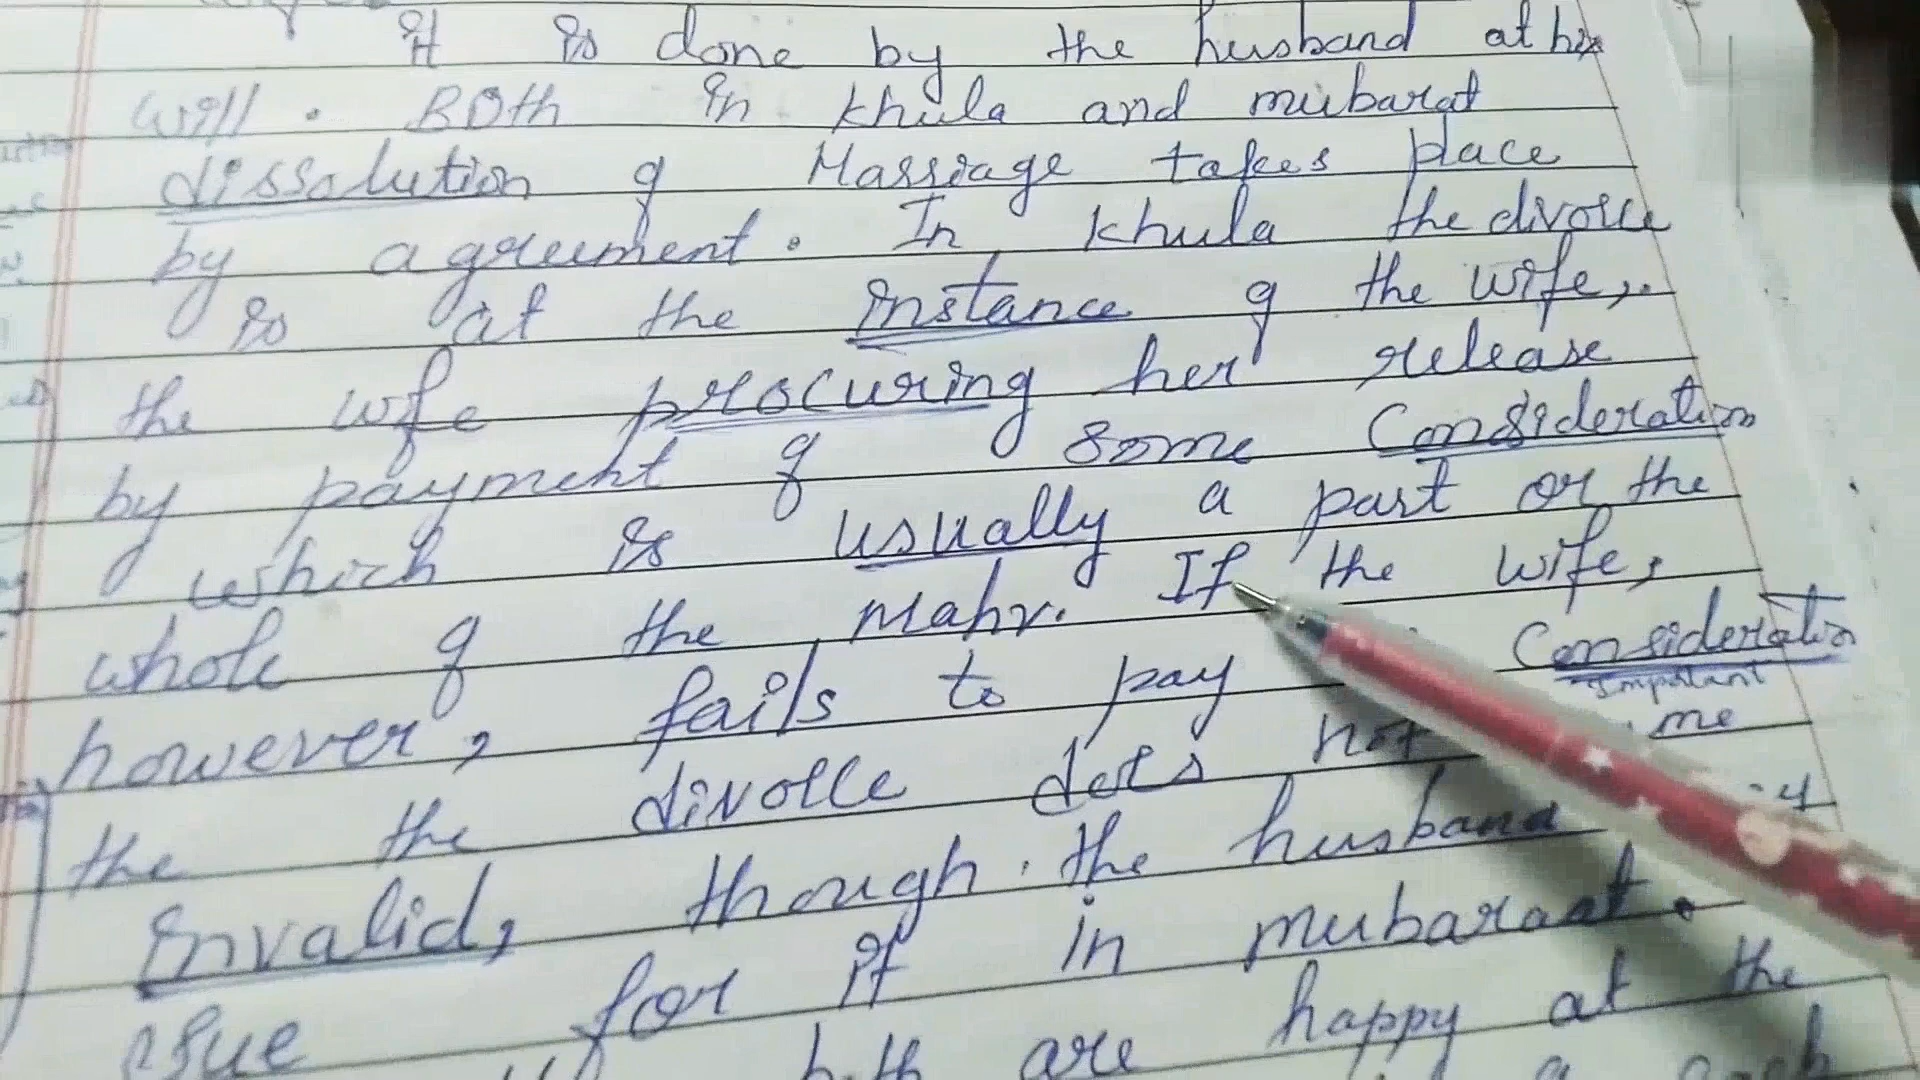 it is done by the husband at his
will. Both in khula and mubarat
dissolution of Marriage takes place
by agreement. In khula the divorce
is at the instance of the wife,
the wife procuring her release
by payment of some Consideration
which is usually a part or the
whole of the mahr. If the wife,
however, fails to pay Consideration
Important
the the divorce does not me
invalid, though the husband
for it in mubaraat.
are happy at the